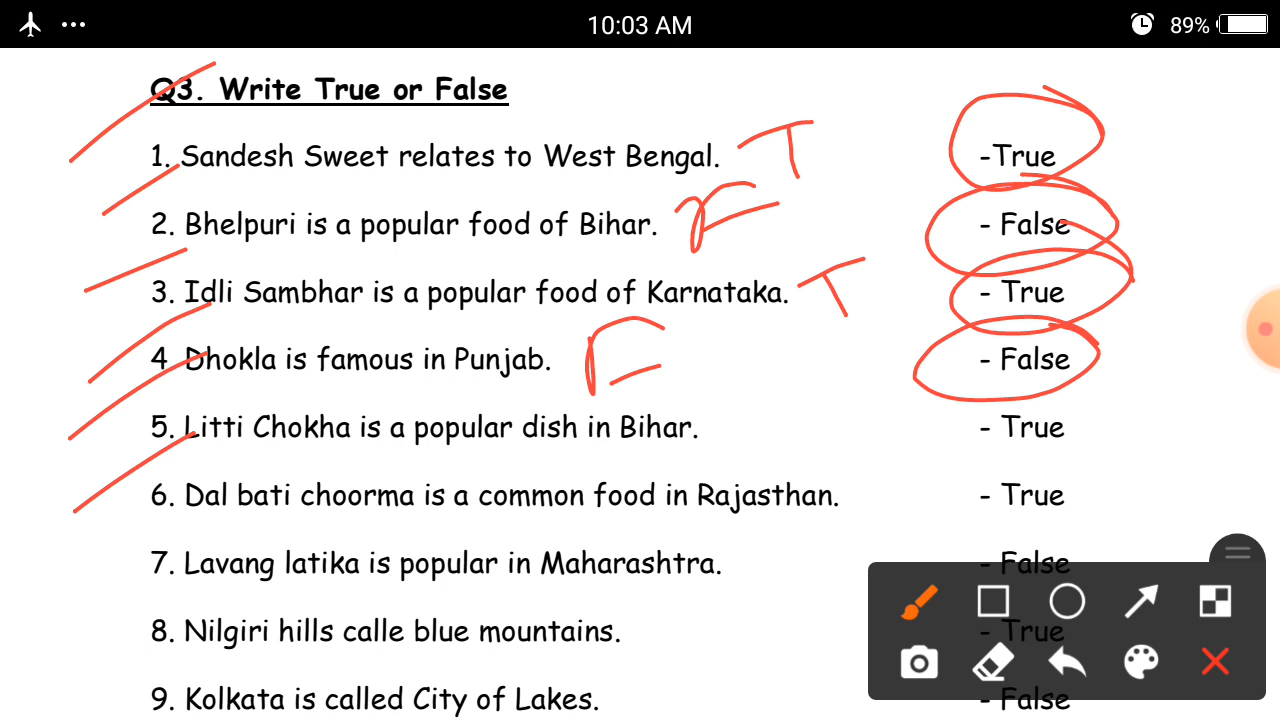 10:03 AM
89%
Q3. Write True or False
1. Sandesh Sweet relates to West Bengal. T -True
2. Bhelpuri is a popular food of Bihar. F - False
3. Idli Sambhar is a popular food of Karnataka. T - True
4. Dhokla is famous in Punjab. F - False
5. Litti Chokha is a popular dish in Bihar. - True
6. Dal bati choorma is a common food in Rajasthan. - True
7. Lavang latika is popular in Maharashtra. - False
8. Nilgiri hills calle blue mountains. - True
9. Kolkata is called City of Lakes. - False